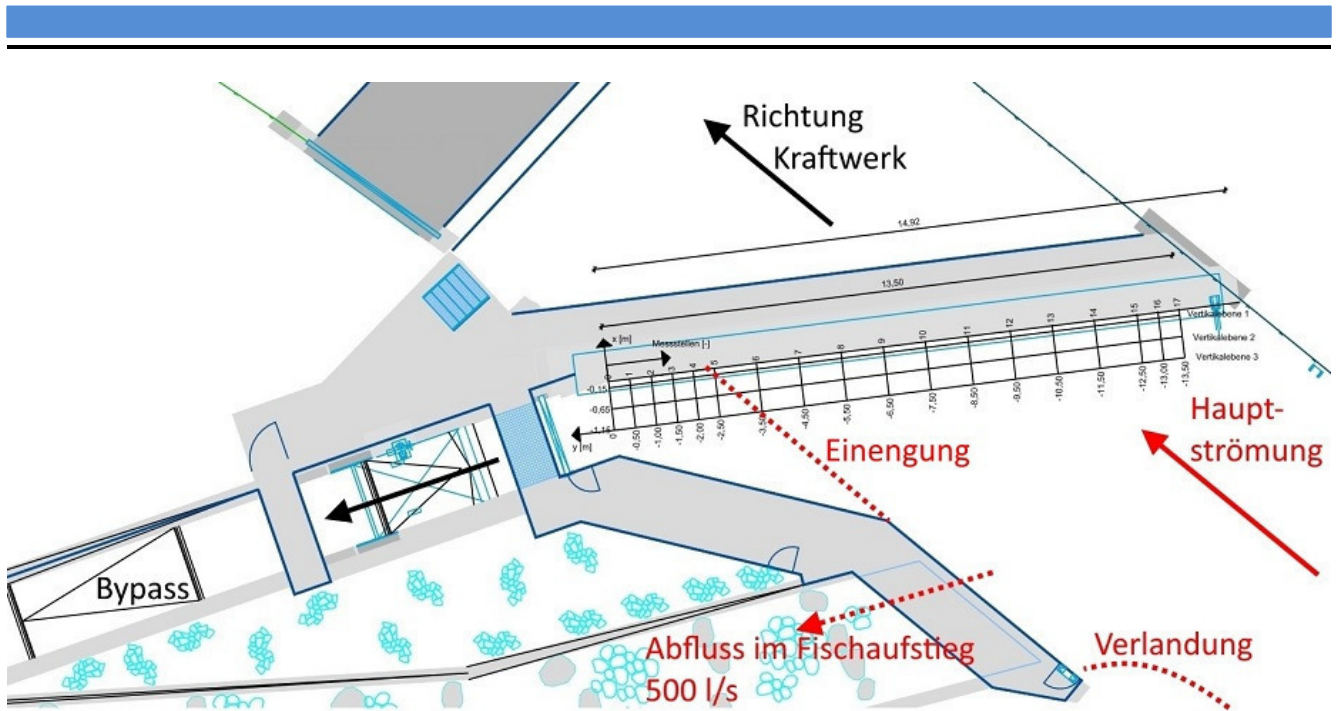 Richtung
Kraftwerk
14,92
13,50
x [m]
Messstellen [-]
0 1 2 3 4 5 6 7 8 9 10 11 12 13 14 15 16 17
Vertikalebene 1
Vertikalebene 2
Vertikalebene 3
-0,15
-0,65
-1,15
y [m]
0 -0,50 -1,00 -1,50 -2,00 -2,50 -3,50 -4,50 -5,50 -6,50 -7,50 -8,50 -9,50 -10,50 -11,50 -12,50 -13,00 -13,50
Haupt-
strömung
Einengung
Bypass
Abfluss im Fischaufstieg
500 l/s
Verlandung